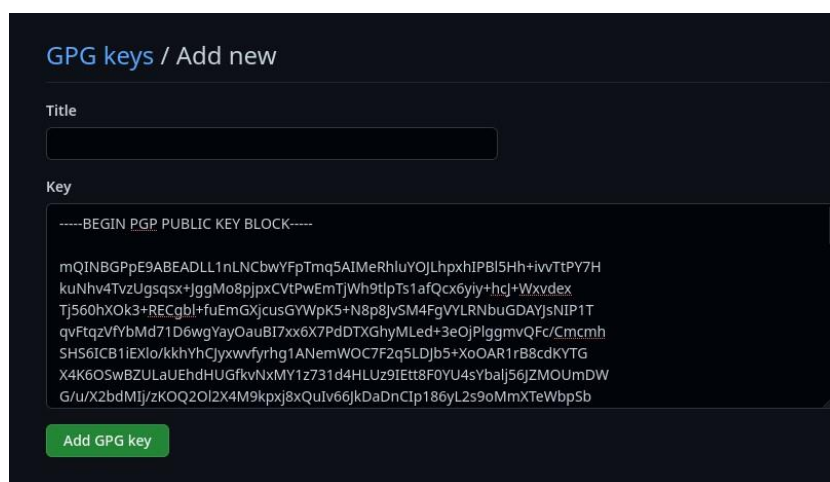 GPG keys / Add new
Title
Key
-----BEGIN PGP PUBLIC KEY BLOCK-----
mQINBGPpE9ABEADLL1nLNCbwYFpTmq5AIMeRhluYOJLhpxhIPBl5Hh+ivvTtPY7H
kuNhv4TvzUgsqsx+JggMo8pjpxCVtPwEmTjWh9tlpTs1afQcx6yiy+hcJ+Wxvdex
Tj560hXOk3+RECgbl+fuEmGXjcusGYWpK5+N8p8JvSM4FgVYLRNbuGDAYJsNIP1T
qvFtqzVfYbMd71D6wgYayOauBI7xx6X7PdDTXGhyMLed+3eOjPlggmvQFc/Cmcmh
SHS6ICB1iEXlo/kkhYhCJyxwvfyrhg1ANemWOC7F2q5LDJb5+XoOAR1rB8cdKYTG
X4K6OSwBZULaUEhdHUGfkvNxMY1z731d4HLUz9IEtt8F0YU4sYbalj56JZMOUmDW
G/u/X2bdMIj/zKOQ2Ol2X4M9kpxj8xQuIv66JkDaDnCIp186yL2s9oMmXTeWbpSb
Add GPG key